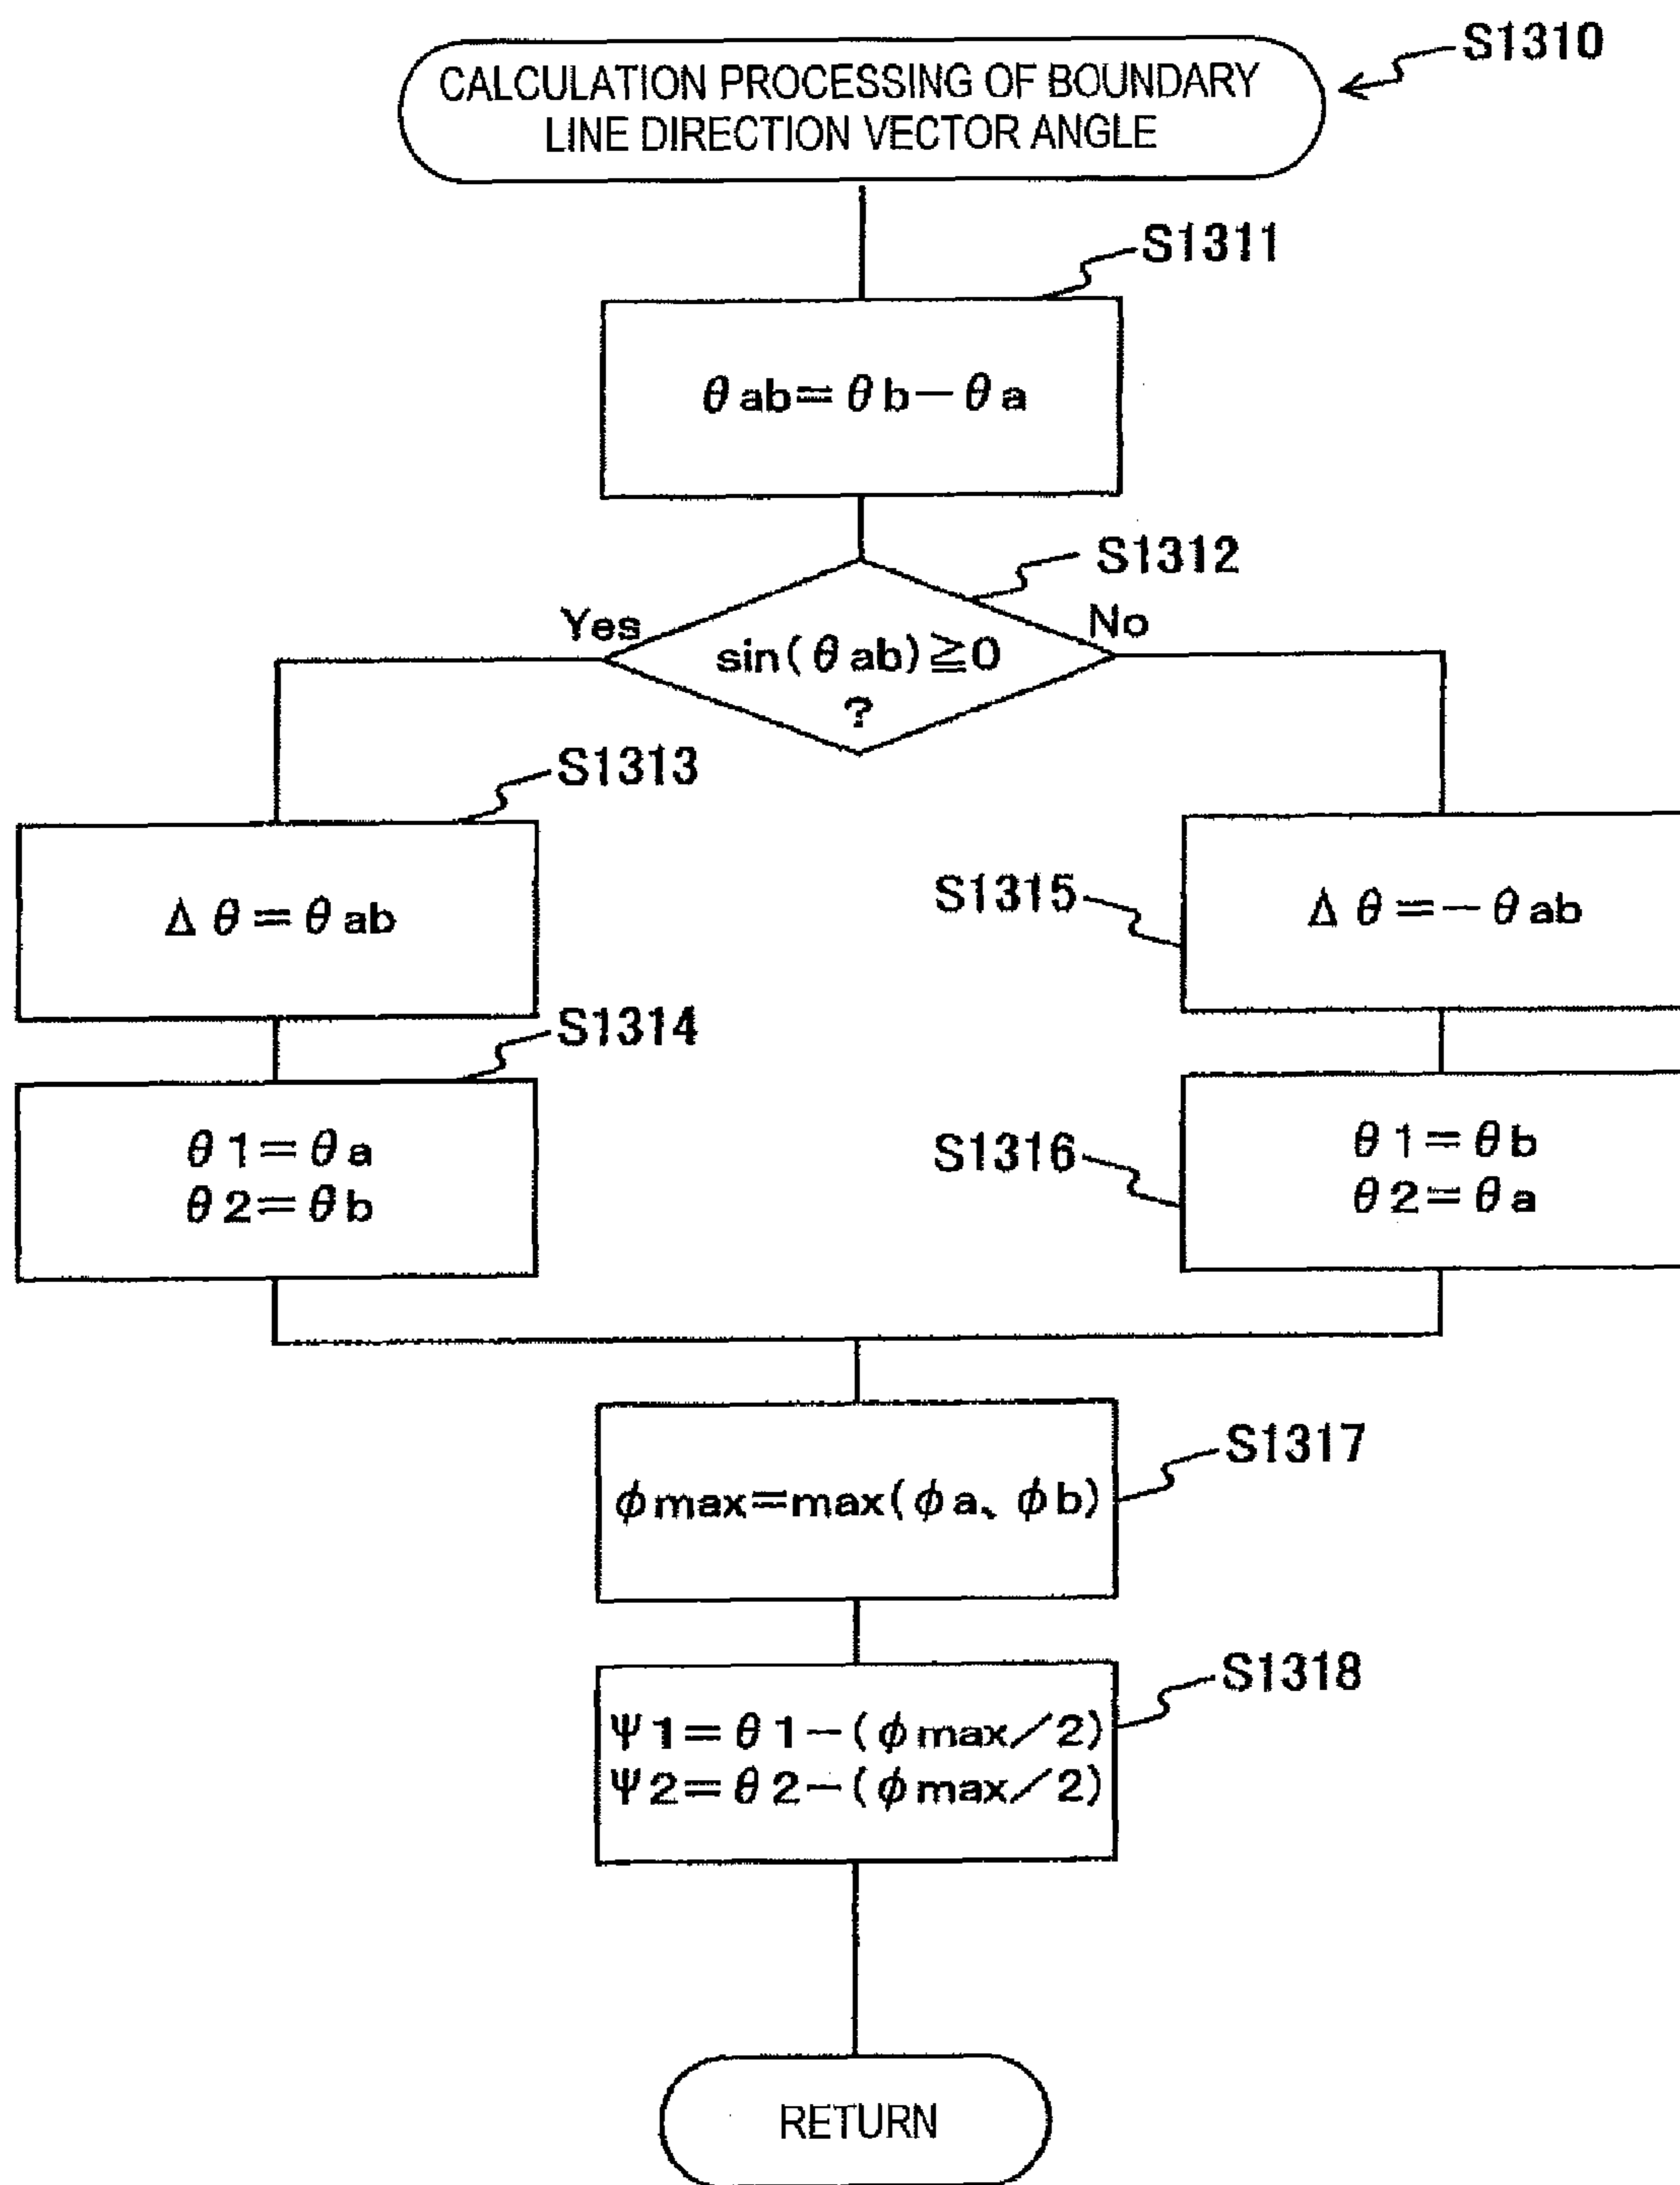 S1310
CALCULATION PROCESSING OF BOUNDARY
LINE DIRECTION VECTOR ANGLE
S1311
θab=θb-θa
S1312
Yes
No
sin(θab)≧0
?
S1313
Δθ=θab
S1315
Δθ=-θab
S1314
θ1=θa
θ2=θb
S1316
θ1=θb
θ2=θa
S1317
φmax=max(φa、φb)
S1318
Ψ1=θ1-(φmax/2)
Ψ2=θ2-(φmax/2)
RETURN